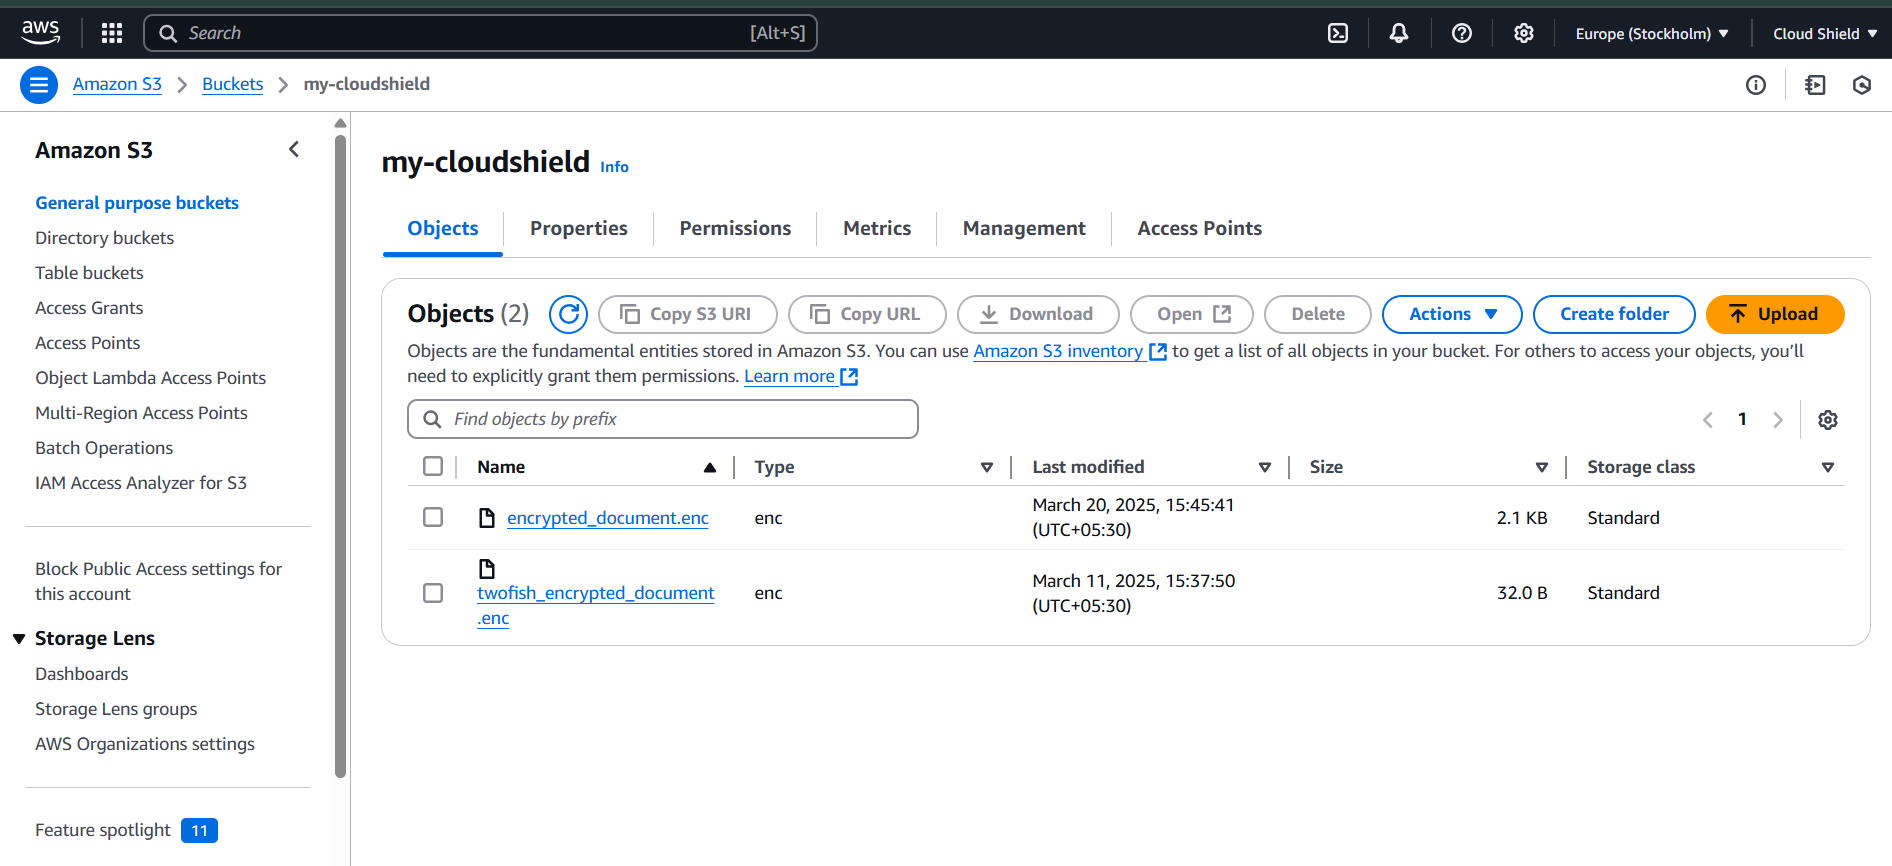 aws
Search [Alt+S]
Europe (Stockholm)
Cloud Shield
Amazon S3
Buckets
my-cloudshield
Amazon S3
General purpose buckets
Directory buckets
Table buckets
Access Grants
Access Points
Object Lambda Access Points
Multi-Region Access Points
Batch Operations
IAM Access Analyzer for S3
Block Public Access settings for
this account
Storage Lens
Dashboards
Storage Lens groups
AWS Organizations settings
Feature spotlight 11
my-cloudshield Info
Objects
Properties
Permissions
Metrics
Management
Access Points
Objects (2)
Copy S3 URI
Copy URL
Download
Open
Delete
Actions
Create folder
Upload
Objects are the fundamental entities stored in Amazon S3. You can use Amazon S3 inventory to get a list of all objects in your bucket. For others to access your objects, you'll
need to explicitly grant them permissions. Learn more
Find objects by prefix
1
Name Type Last modified Size Storage class
encrypted_document.enc enc March 20, 2025, 15:45:41 2.1 KB Standard
(UTC+05:30)
twofish_encrypted_document enc March 11, 2025, 15:37:50 32.0 B Standard
.enc (UTC+05:30)